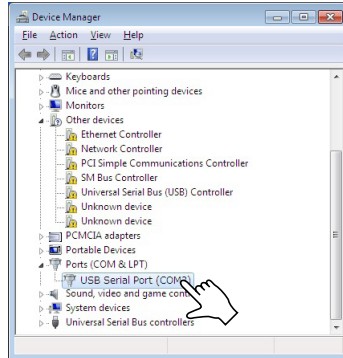 Device Manager
File Action View Help
Keyboards
Mice and other pointing devices
Monitors
Other devices
Ethernet Controller
Network Controller
PCI Simple Communications Controller
SM Bus Controller
Universal Serial Bus (USB) Controller
Unknown device
Unknown device
PCMCIA adapters
Portable Devices
Ports (COM & LPT)
USB Serial Port (COM3)
Sound, video and game cont
System devices
Universal Serial Bus controllers